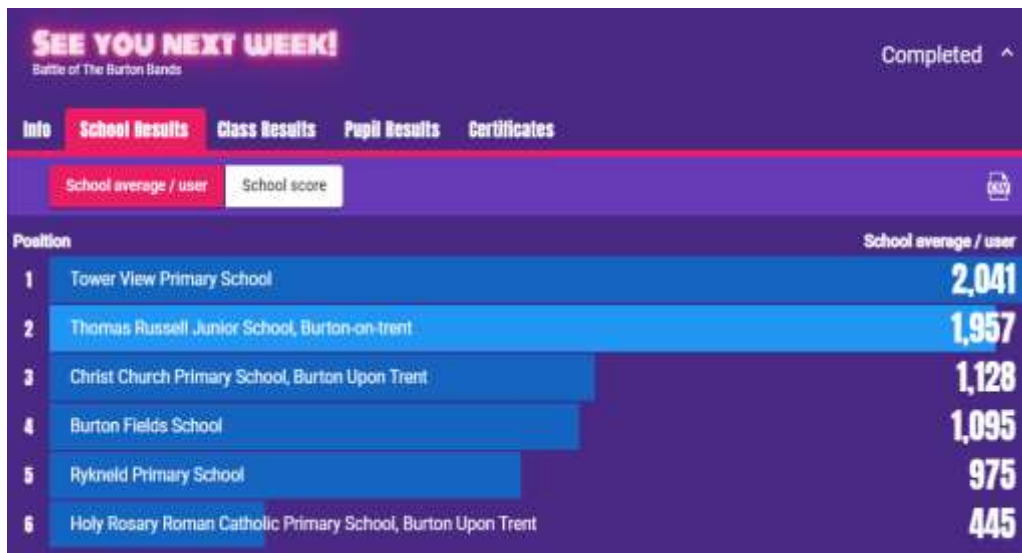 SEE YOU NEXT WEEK!
Battle of The Burton Bands
Completed
Info School Results Class Results Pupil Results Certificates
School average / user School score
CSV
Position School average / user
1 Tower View Primary School 2,041
2 Thomas Russell Junior School, Burton-on-trent 1,957
3 Christ Church Primary School, Burton Upon Trent 1,128
4 Burton Fields School 1,095
5 Rykneld Primary School 975
6 Holy Rosary Roman Catholic Primary School, Burton Upon Trent 445